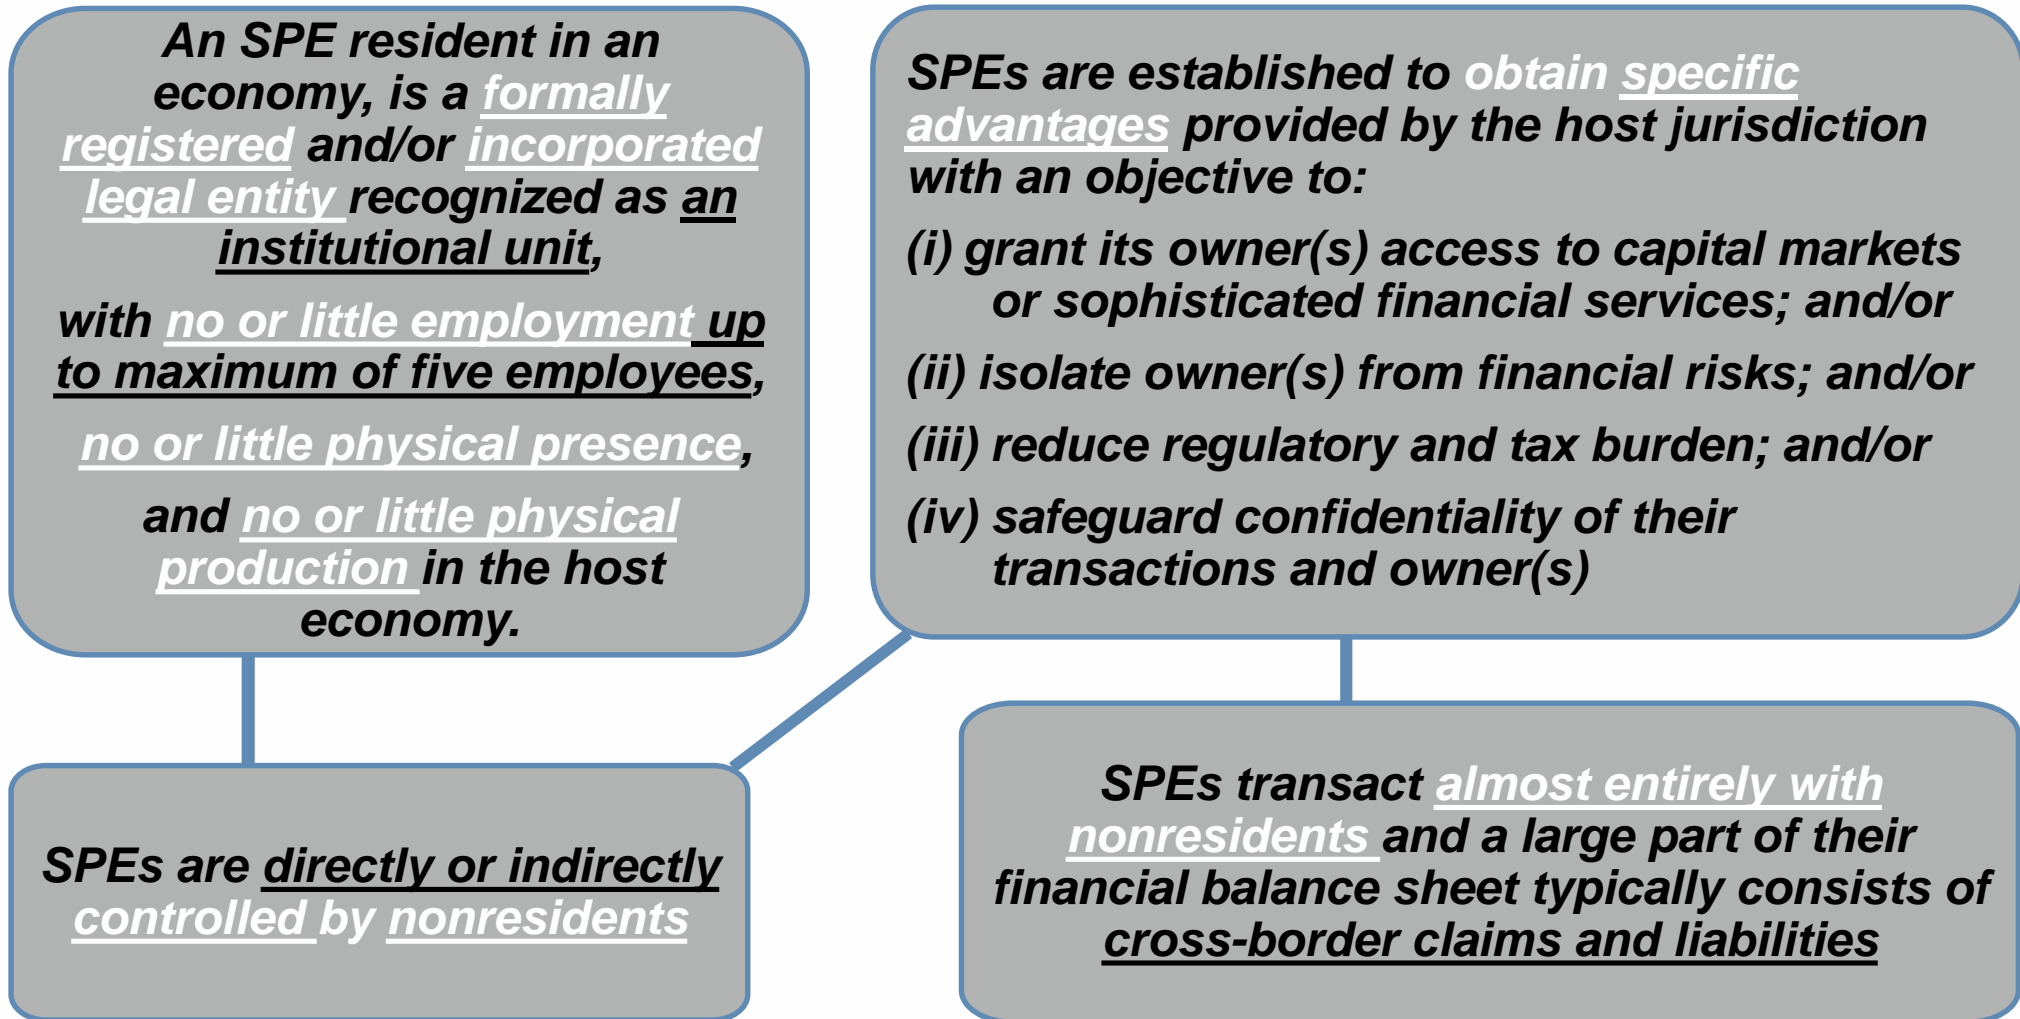 An SPE resident in an
economy, is a formally
registered and/or incorporated
legal entity recognized as an
institutional unit,
with no or little employment up
to maximum of five employees,
no or little physical presence,
and no or little physical
production in the host
economy.
SPEs are established to obtain specific
advantages provided by the host jurisdiction
with an objective to:
(i) grant its owner(s) access to capital markets
or sophisticated financial services; and/or
(ii) isolate owner(s) from financial risks; and/or
(iii) reduce regulatory and tax burden; and/or
(iv) safeguard confidentiality of their
transactions and owner(s)
SPEs are directly or indirectly
controlled by nonresidents
SPEs transact almost entirely with
nonresidents and a large part of their
financial balance sheet typically consists of
cross-border claims and liabilities